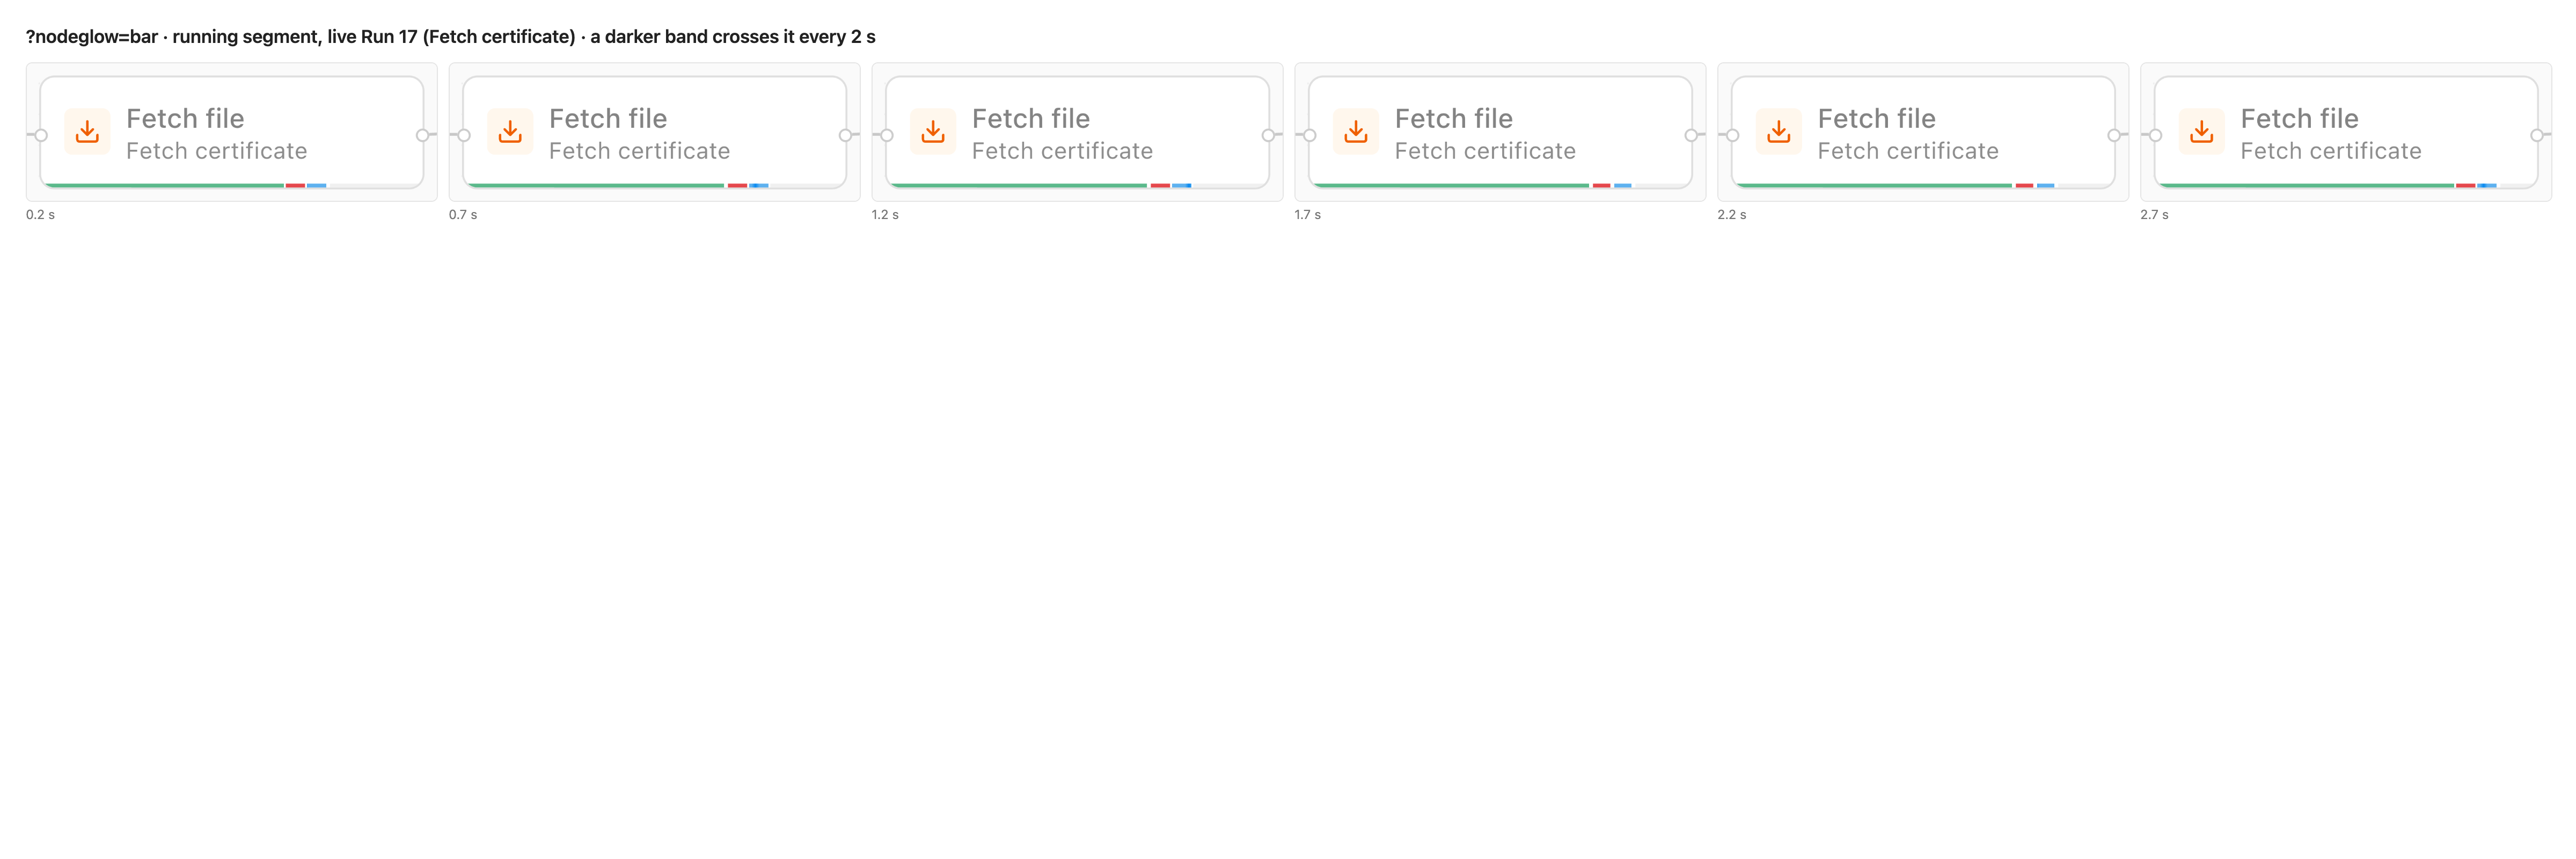 ?nodeglow=bar · running segment, live Run 17 (Fetch certificate) · a darker band crosses it every 2 s
Fetch file
Fetch certificate
0.2 s
Fetch file
Fetch certificate
0.7 s
Fetch file
Fetch certificate
1.2 s
Fetch file
Fetch certificate
1.7 s
Fetch file
Fetch certificate
2.2 s
Fetch file
Fetch certificate
2.7 s